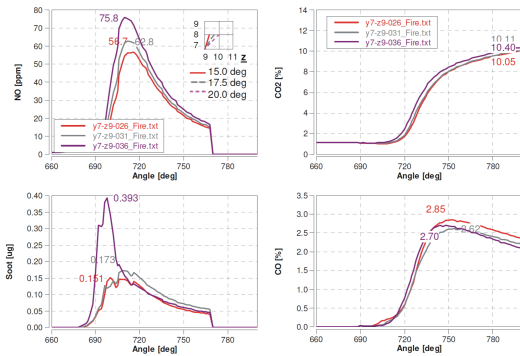 80
70
60
50
40
30
20
10
0
NO [ppm]
75.8
56.7
62.8
9
8
7
9 10 11
z
15.0 deg
17.5 deg
20.0 deg
y7-z9-026_Fire.txt
y7-z9-031_Fire.txt
y7-z9-036_Fire.txt
660 690 720 750 780
Angle [deg]
14
12
10
8
6
4
2
0
CO2 [%]
y7-z9-026_Fire.txt
y7-z9-031_Fire.txt
y7-z9-036_Fire.txt
10.11
10.40
10.05
660 690 720 750 780
Angle [deg]
0.40
0.35
0.30
0.25
0.20
0.15
0.10
0.05
0.00
Soot [ug]
0.393
0.173
0.151
660 690 720 750 780
Angle [deg]
3.5
3.0
2.5
2.0
1.5
1.0
0.5
0.0
CO [%]
2.85
2.62
2.70
660 690 720 750 780
Angle [deg]